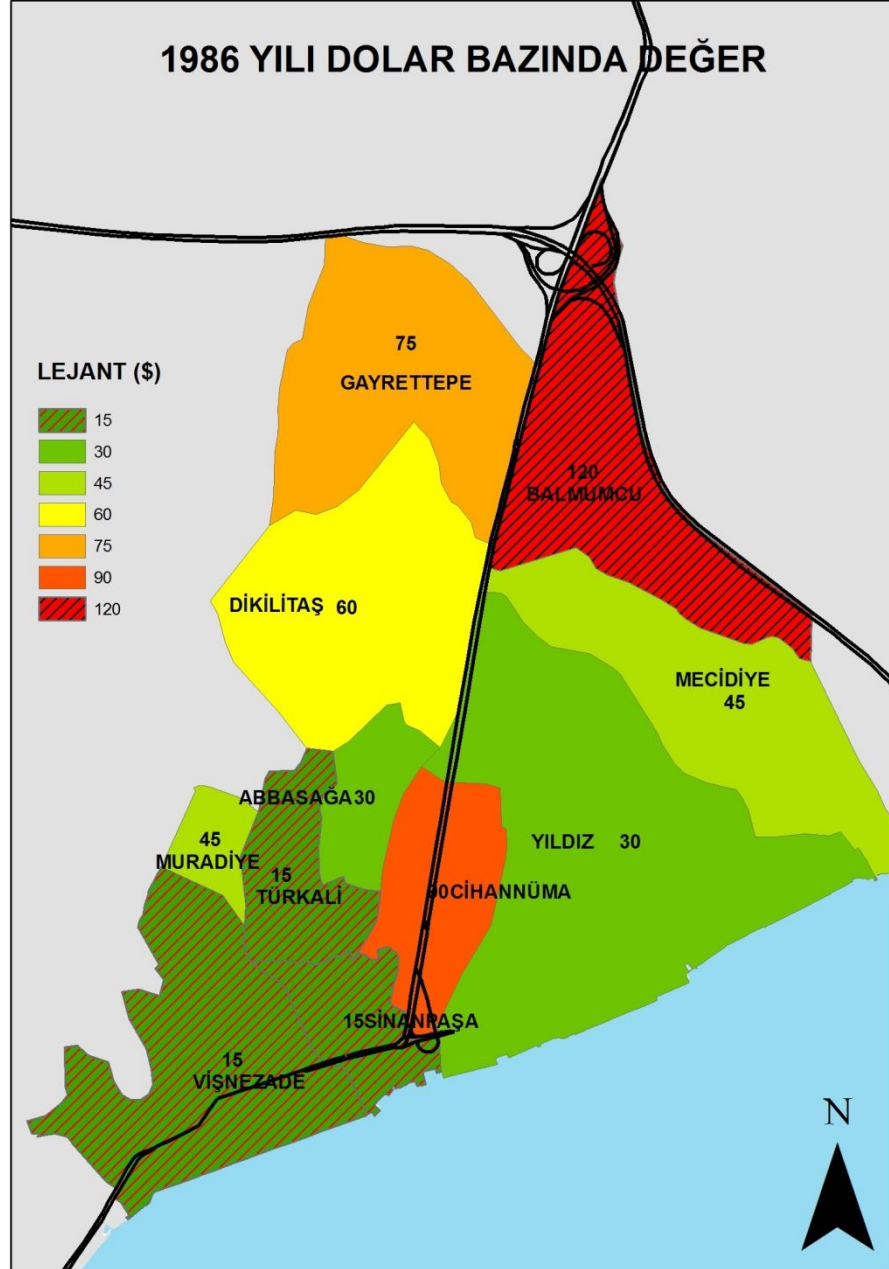 1986 YILI DOLAR BAZINDA DEĞER
LEJANT ($)
15
30
45
60
75
90
120
75
GAYRETTEPE
120
BALMUMCU
DİKİLİTAŞ 60
MECİDİYE
45
ABBASAĞA30
45
MURADİYE
15
TÜRKALİ
YILDIZ 30
90CİHANNÜMA
15SİNANPAŞA
15
VİŞNEZADE
N